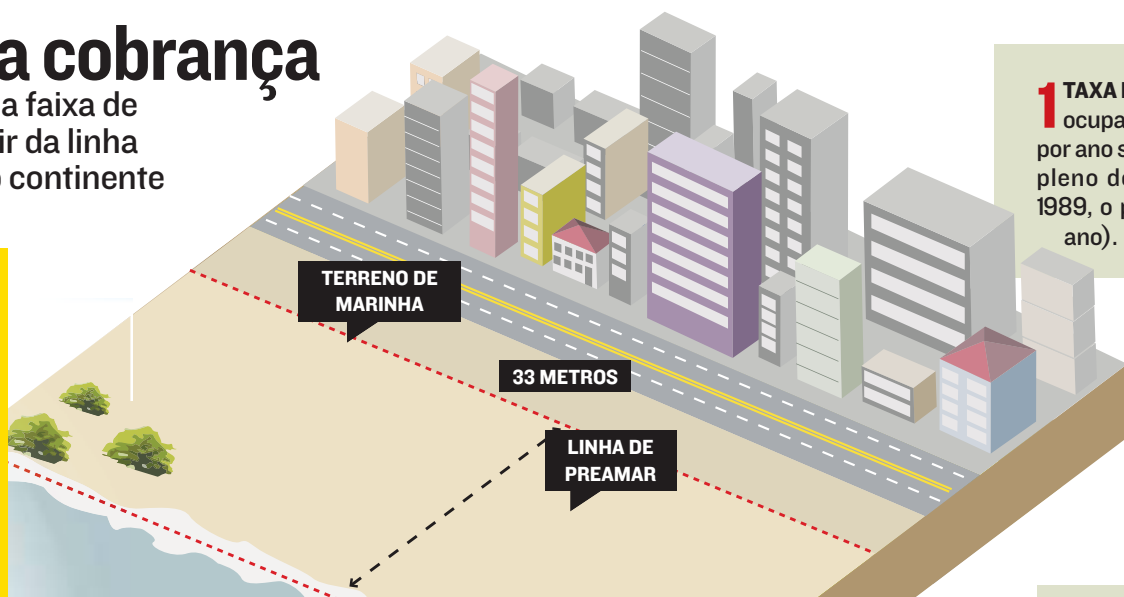 a cobrança
a faixa de
ir da linha
continente
1 TAXA
ocupa
por ano s
pleno d
1989, o p
ano).
TERRENO DE
MARINHA
33 METROS
LINHA DE
PREAMAR